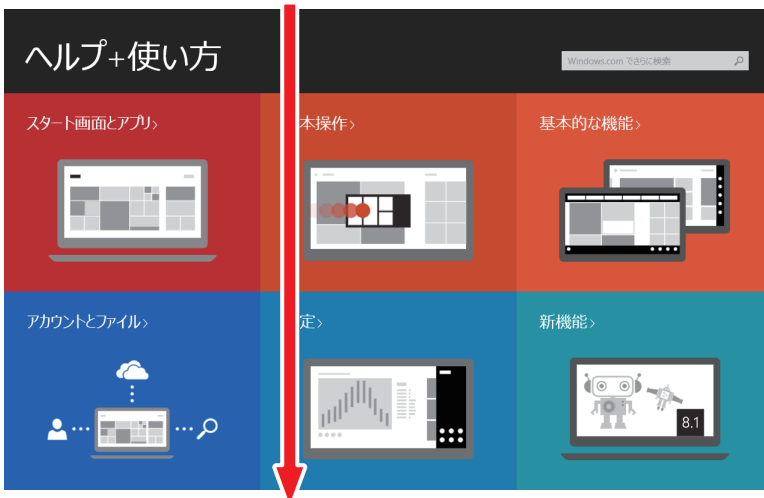 ヘルプ+使い方
Windows.com でさらに検索
スタート画面とアプリ>
本操作>
基本的な機能>
アカウントとファイル>
定>
新機能>
8.1